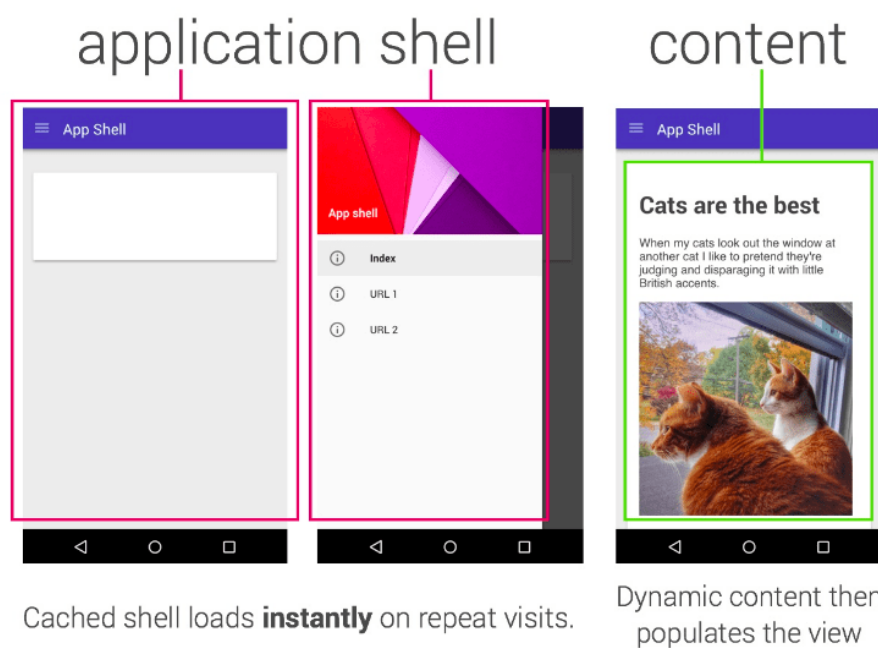 application shell
content
App Shell
App shell
Index
URL 1
URL 2
App Shell
Cats are the best
When my cats look out the window at
another cat I like to pretend they're
judging and disparaging it with little
British accents.
Cached shell loads instantly on repeat visits.
Dynamic content then
populates the view